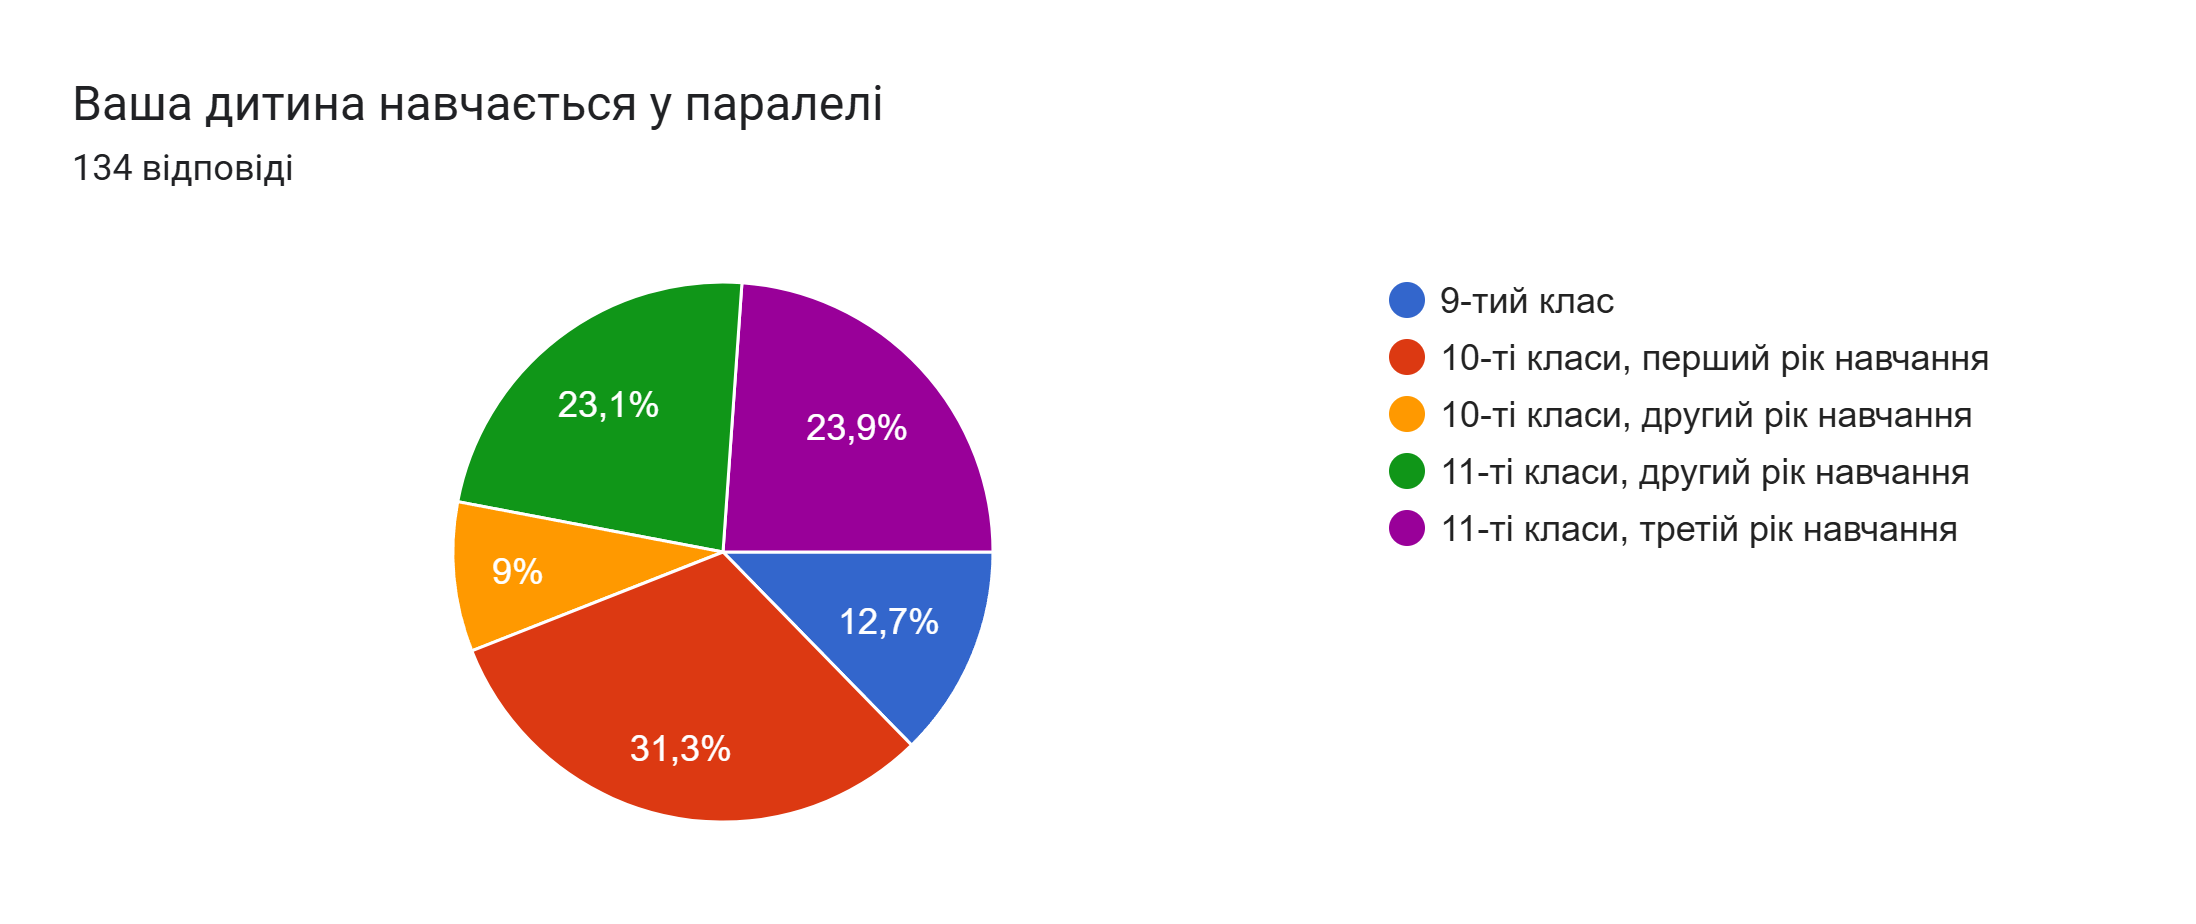 Ваша дитина навчається у паралелі
134 відповіді
9-тий клас
10-ті класи, перший рік навчання
10-ті класи, другий рік навчання
11-ті класи, другий рік навчання
11-ті класи, третій рік навчання
23,1%
23,9%
9%
12,7%
31,3%